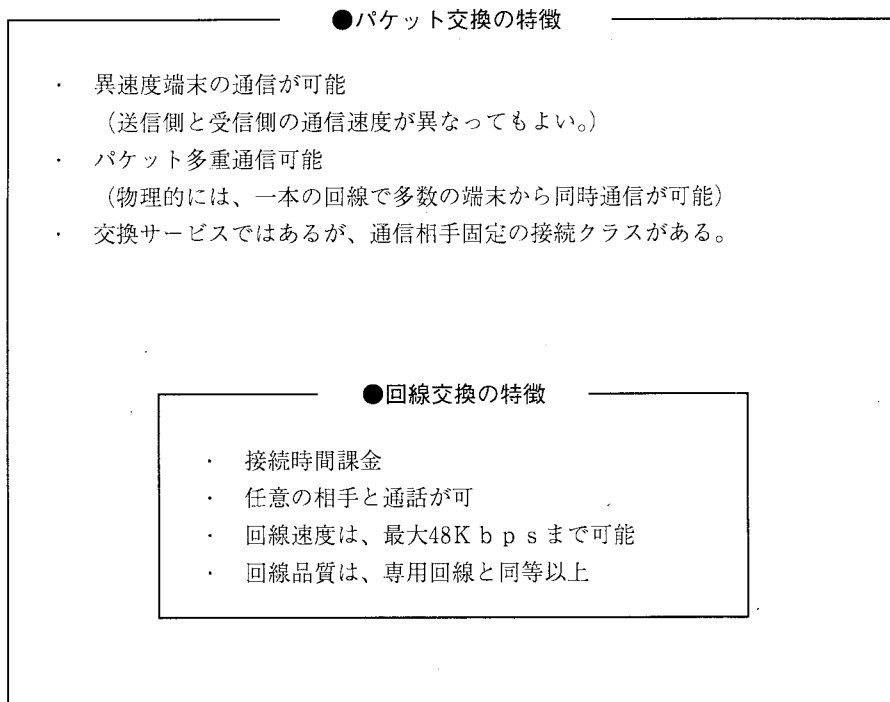 ●パケット交換の特徴
・ 異速度端末の通信が可能
（送信側と受信側の通信速度が異なってもよい。）
・ パケット多重通信可能
（物理的には、一本の回線で多数の端末から同時通信が可能）
・ 交換サービスではあるが、通信相手固定の接続クラスがある。
●回線交換の特徴
・ 接続時間課金
・ 任意の相手と通話が可
・ 回線速度は、最大48Ｋｂｐｓまで可能
・ 回線品質は、専用回線と同等以上